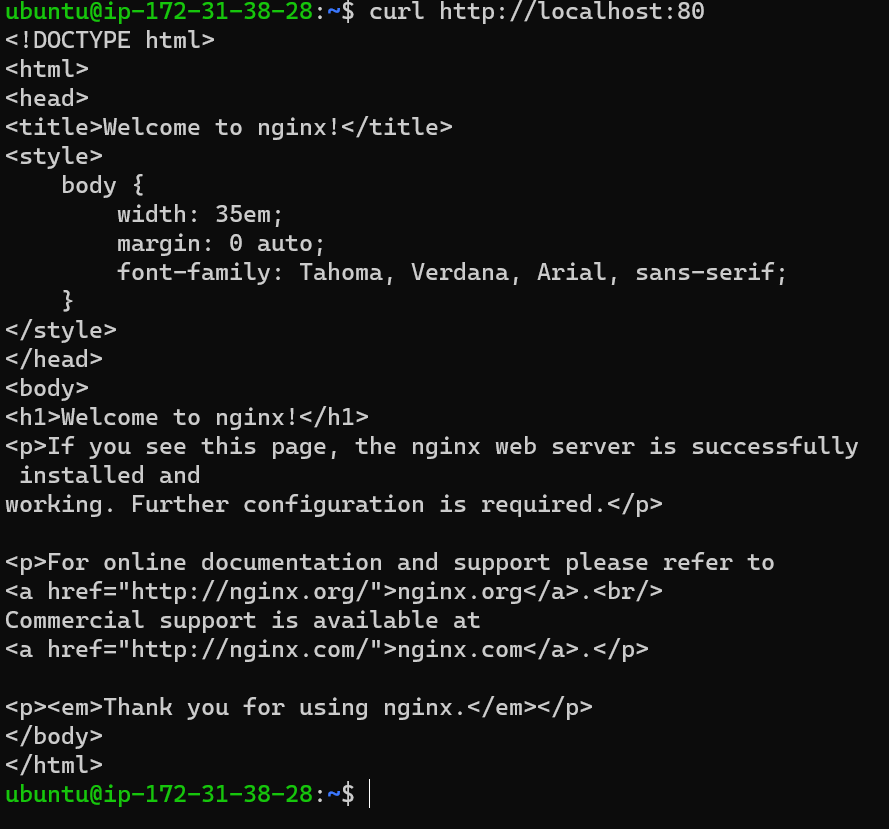 ubuntu@ip-172-31-38-28:~$ curl http://localhost:80
<!DOCTYPE html>
<html>
<head>
<title>Welcome to nginx!</title>
<style>
    body {
        width: 35em;
        margin: 0 auto;
        font-family: Tahoma, Verdana, Arial, sans-serif;
    }
</style>
</head>
<body>
<h1>Welcome to nginx!</h1>
<p>If you see this page, the nginx web server is successfully
 installed and
working. Further configuration is required.</p>

<p>For online documentation and support please refer to
<a href="http://nginx.org/">nginx.org</a>.<br/>
Commercial support is available at
<a href="http://nginx.com/">nginx.com</a>.</p>

<p><em>Thank you for using nginx.</em></p>
</body>
</html>
ubuntu@ip-172-31-38-28:~$